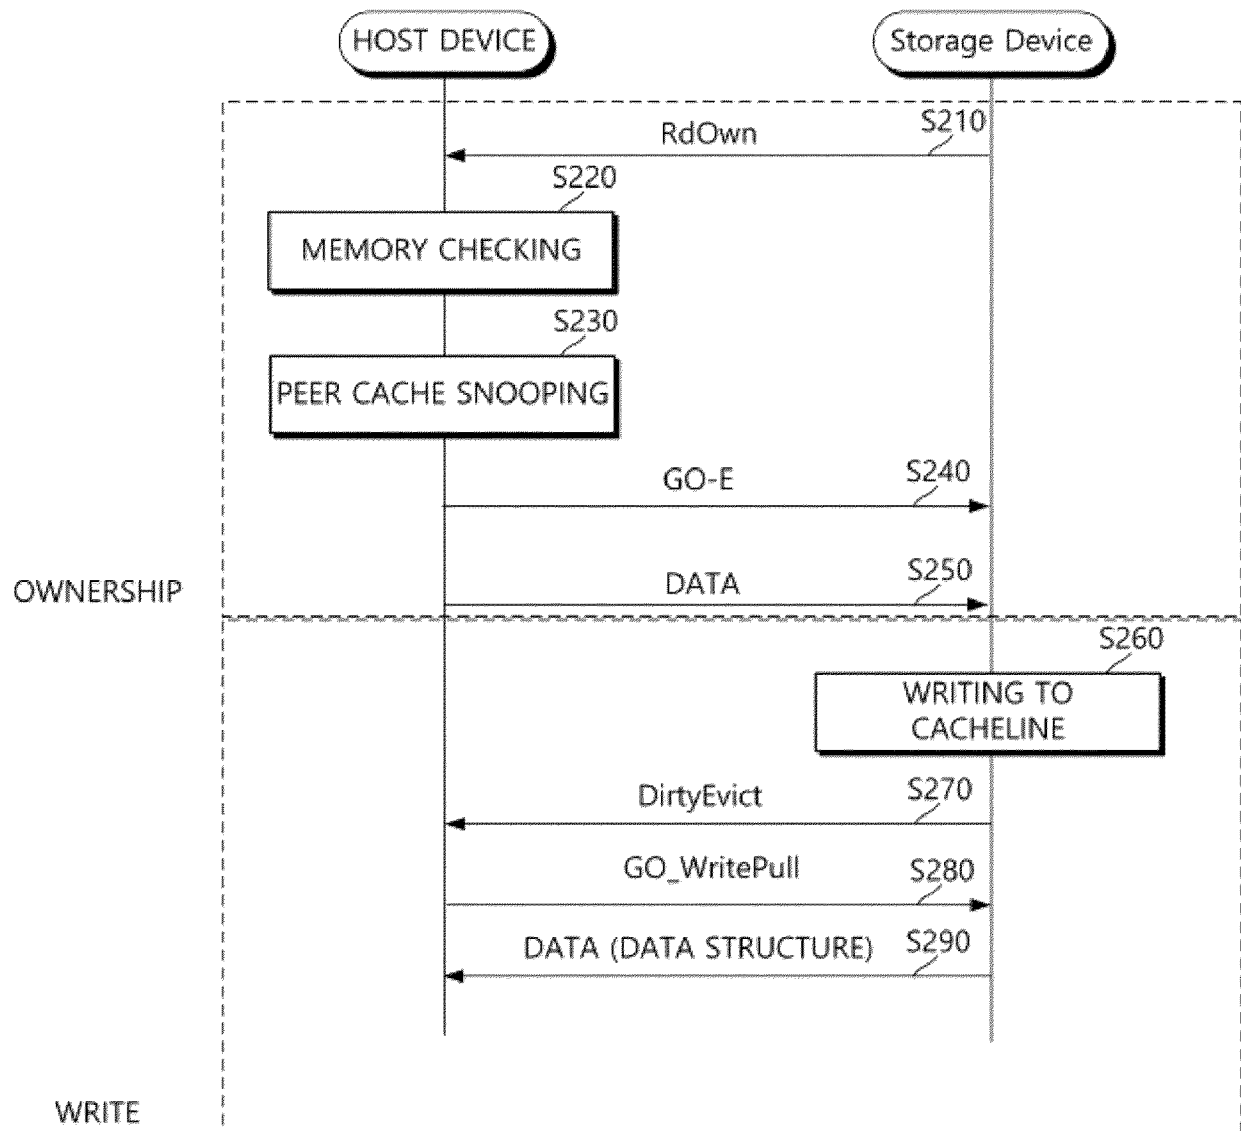 HOST DEVICE
Storage Device
RdOwn
S210
S220
MEMORY CHECKING
S230
PEER CACHE SNOOPING
GO-E
S240
DATA
S250
OWNERSHIP
S260
WRITING TO
CACHELINE
DirtyEvict
S270
GO_WritePull
S280
DATA (DATA STRUCTURE)
S290
WRITE